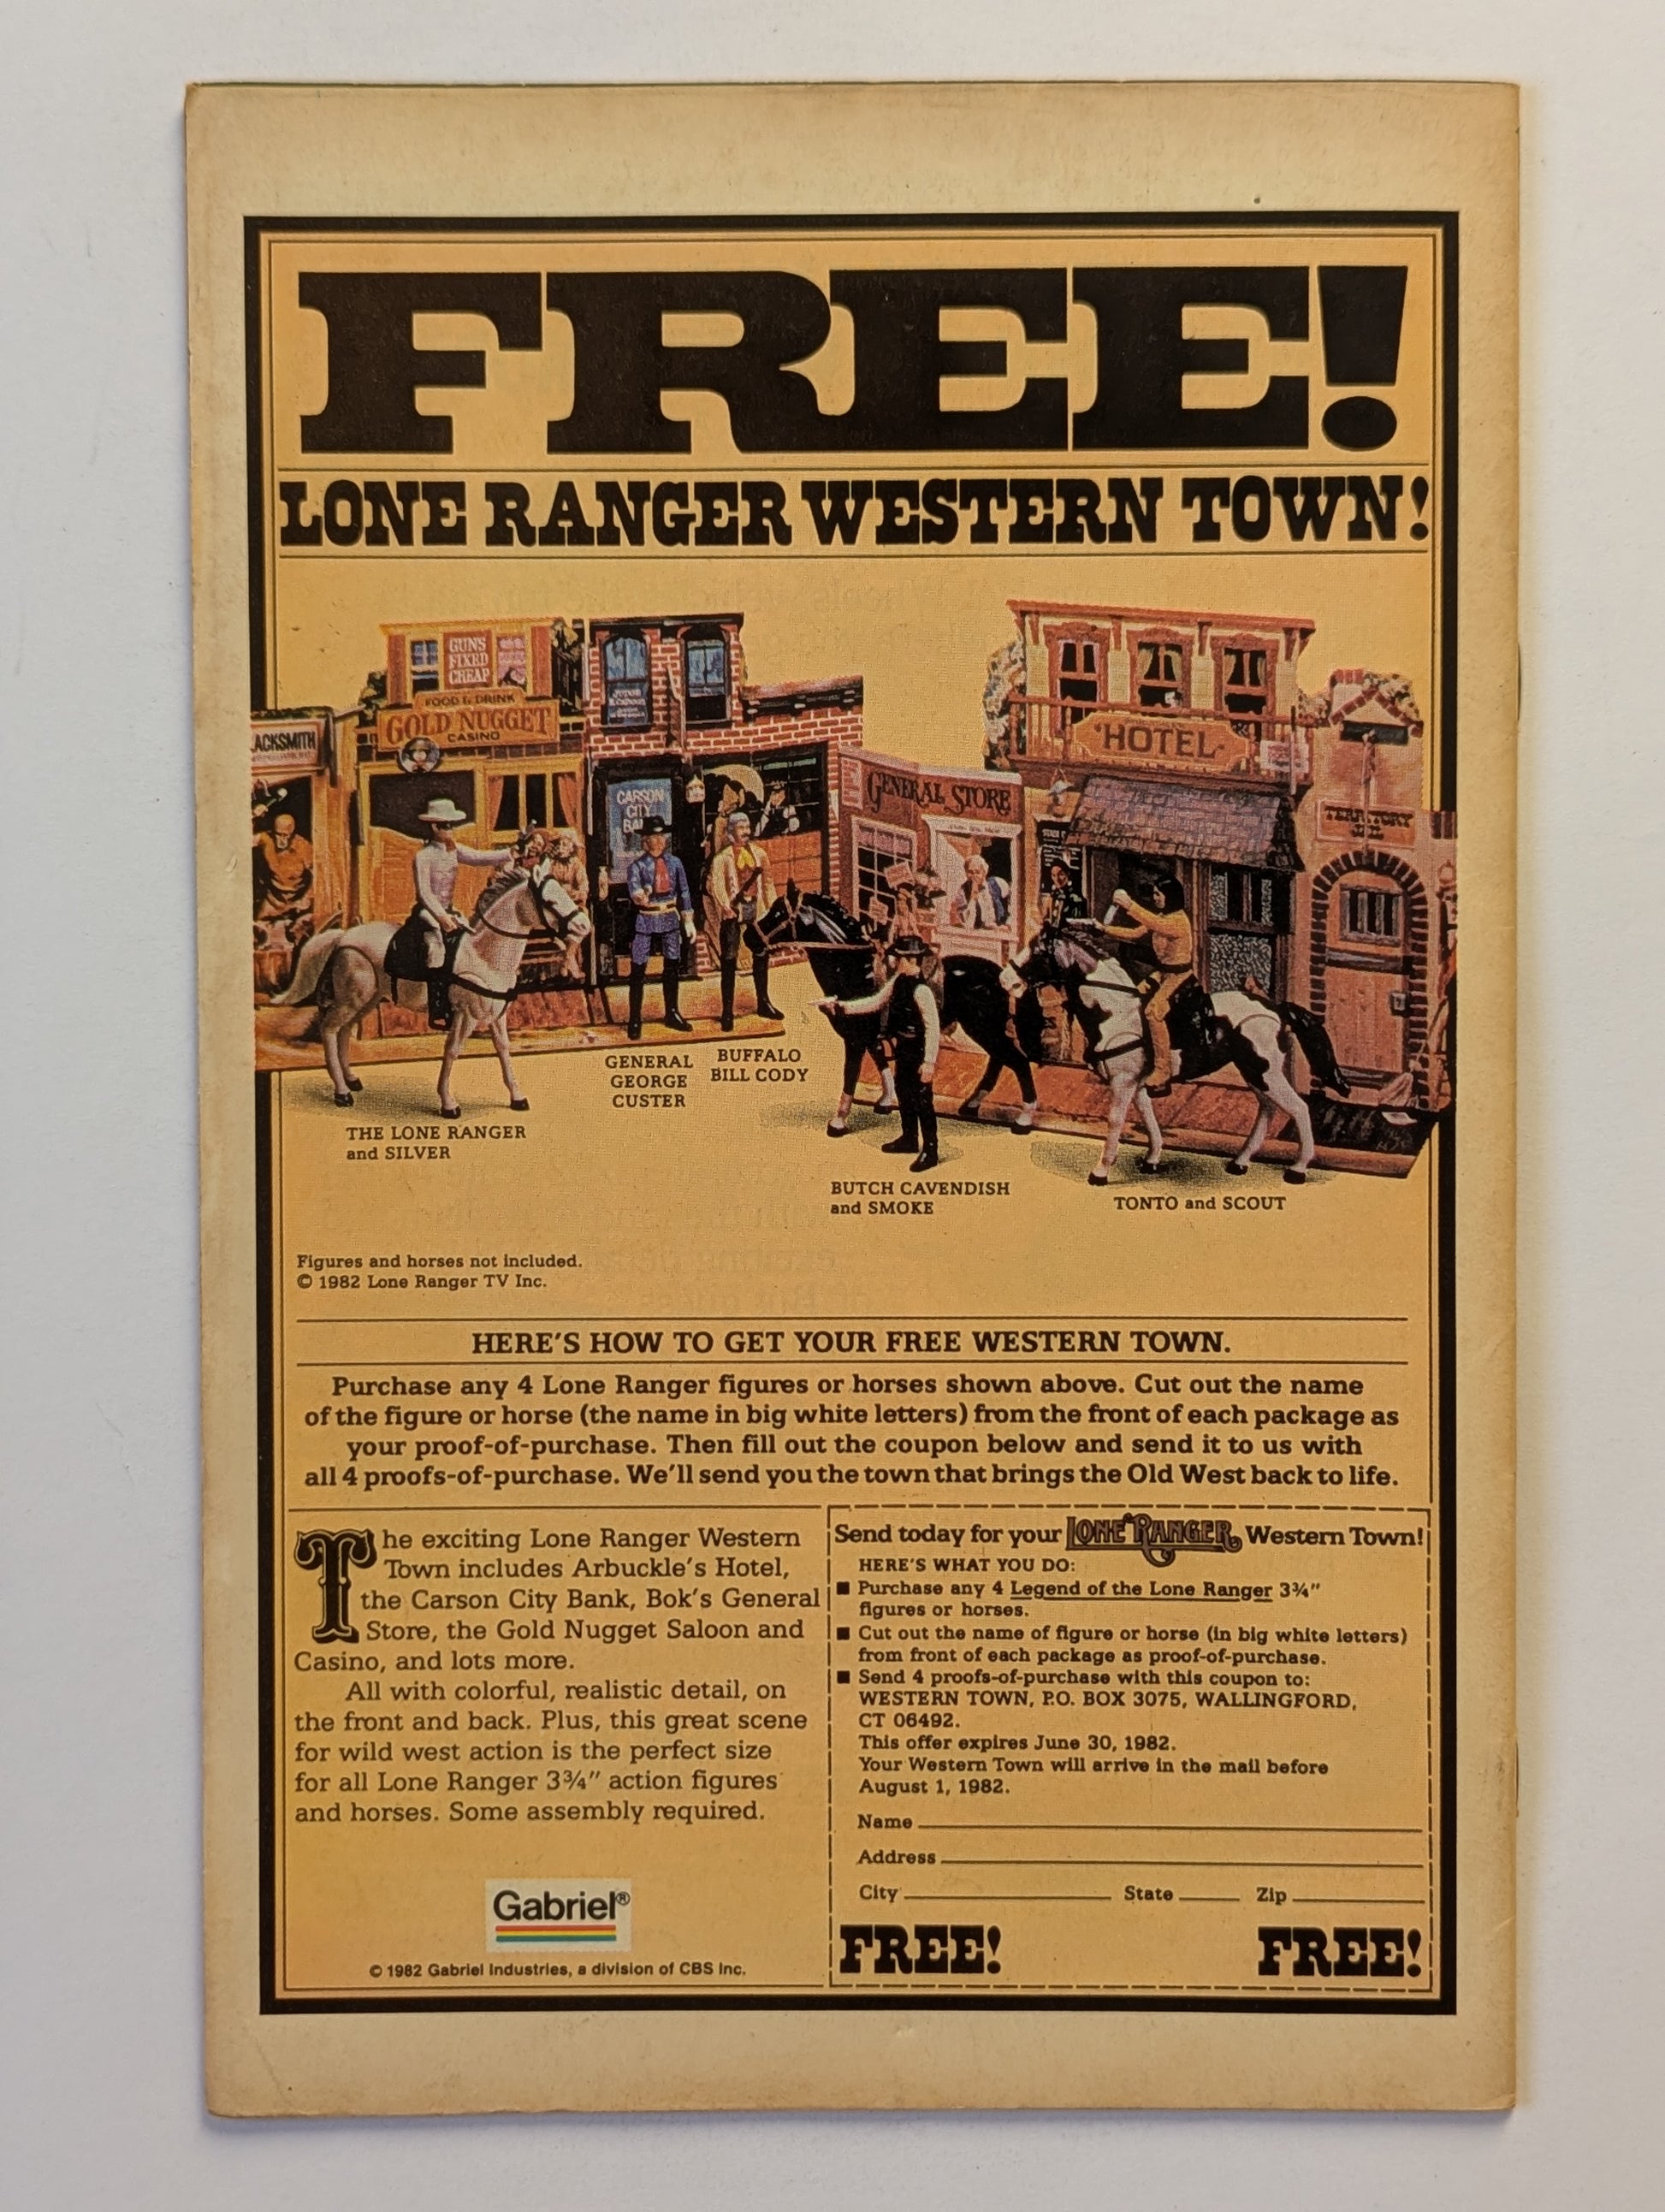 FREE!
LONE RANGER WESTERN TOWN!
GUNS
FIXED
CHEAP
FOOD & DRINK
GOLD NUGGET
CASINO
ACKSMITH
CARSON
CITY
HOTEL
GENERAL STORE
TERRITORY
GENERAL
GEORGE
CUSTER
BUFFALO
BILL CODY
THE LONE RANGER
and SILVER
BUTCH CAVENDISH
and SMOKE
TONTO and SCOUT
Figures and horses not included.
© 1982 Lone Ranger TV Inc.
HERE'S HOW TO GET YOUR FREE WESTERN TOWN.
Purchase any 4 Lone Ranger figures or horses shown above. Cut out the name
of the figure or horse (the name in big white letters) from the front of each package as
your proof-of-purchase. Then fill out the coupon below and send it to us with
all 4 proofs-of-purchase. We'll send you the town that brings the Old West back to life.
The exciting Lone Ranger Western
Town includes Arbuckle's Hotel,
the Carson City Bank, Bok's General
Store, the Gold Nugget Saloon and
Casino, and lots more.
All with colorful, realistic detail, on
the front and back. Plus, this great scene
for wild west action is the perfect size
for all Lone Ranger 3¾" action figures
and horses. Some assembly required.
Gabriel®
© 1982 Gabriel Industries, a division of CBS Inc.
Send today for your LONE RANGER Western Town!
HERE'S WHAT YOU DO:
■ Purchase any 4 Legend of the Lone Ranger 3¾"
figures or horses.
■ Cut out the name of figure or horse (in big white letters)
from front of each package as proof-of-purchase.
■ Send 4 proofs-of-purchase with this coupon to:
WESTERN TOWN, P.O. BOX 3075, WALLINGFORD,
CT 06492.
This offer expires June 30, 1982.
Your Western Town will arrive in the mail before
August 1, 1982.
Name
Address
City State Zip
FREE! FREE!